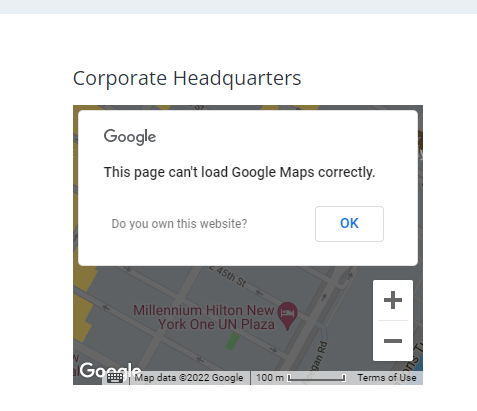 Corporate Headquarters
Google
This page can't load Google Maps correctly.
Do you own this website?
OK
E 45th St
Millennium Hilton New
York One UN Plaza
Google
Map data ©2022 Google
100 m
Terms of Use